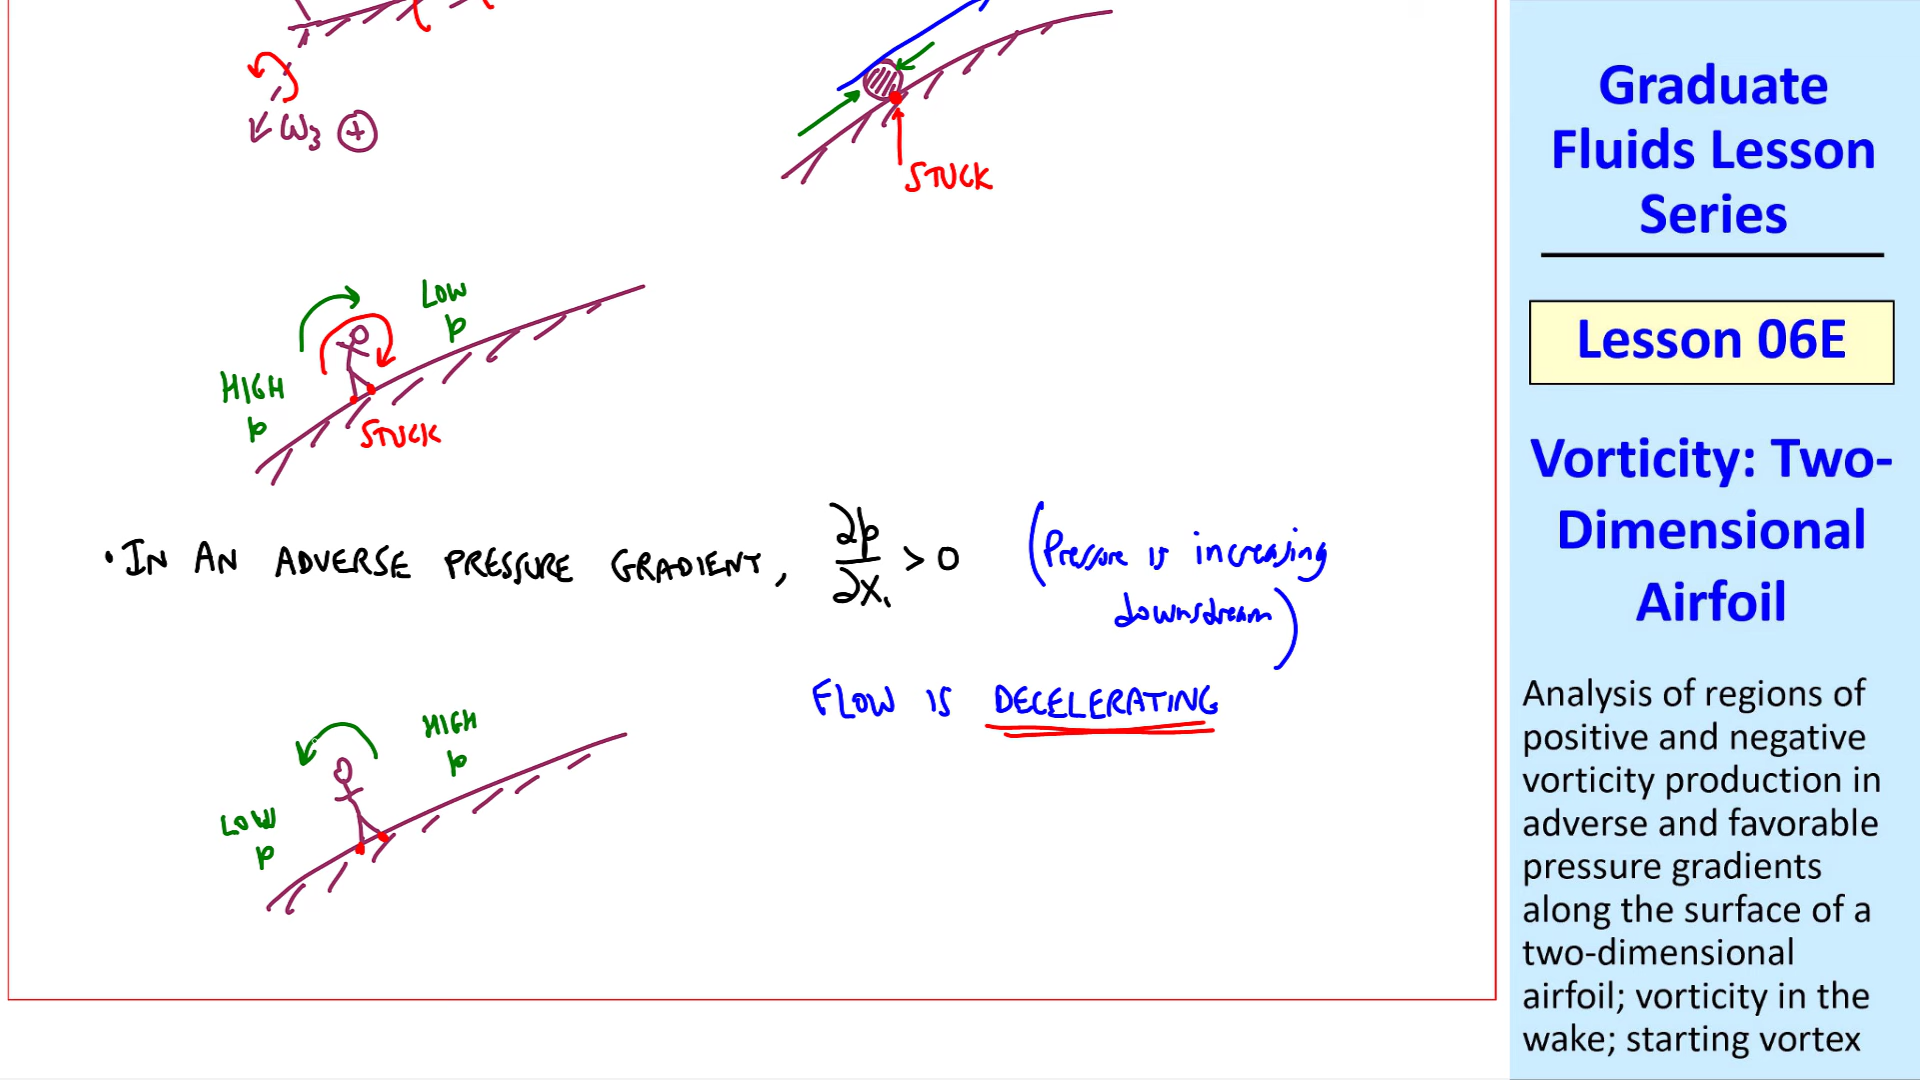 ω₃ (+)
STUCK
LOW
p
HIGH
p
STUCK
• IN AN ADVERSE PRESSURE GRADIENT, ∂p/∂x₁ > 0 (Pressure is increasing
downstream)
FLOW IS DECELERATING
HIGH
p
LOW
p
Graduate
Fluids Lesson
Series
Lesson 06E
Vorticity: Two-
Dimensional
Airfoil
Analysis of regions of
positive and negative
vorticity production in
adverse and favorable
pressure gradients
along the surface of a
two-dimensional
airfoil; vorticity in the
wake; starting vortex